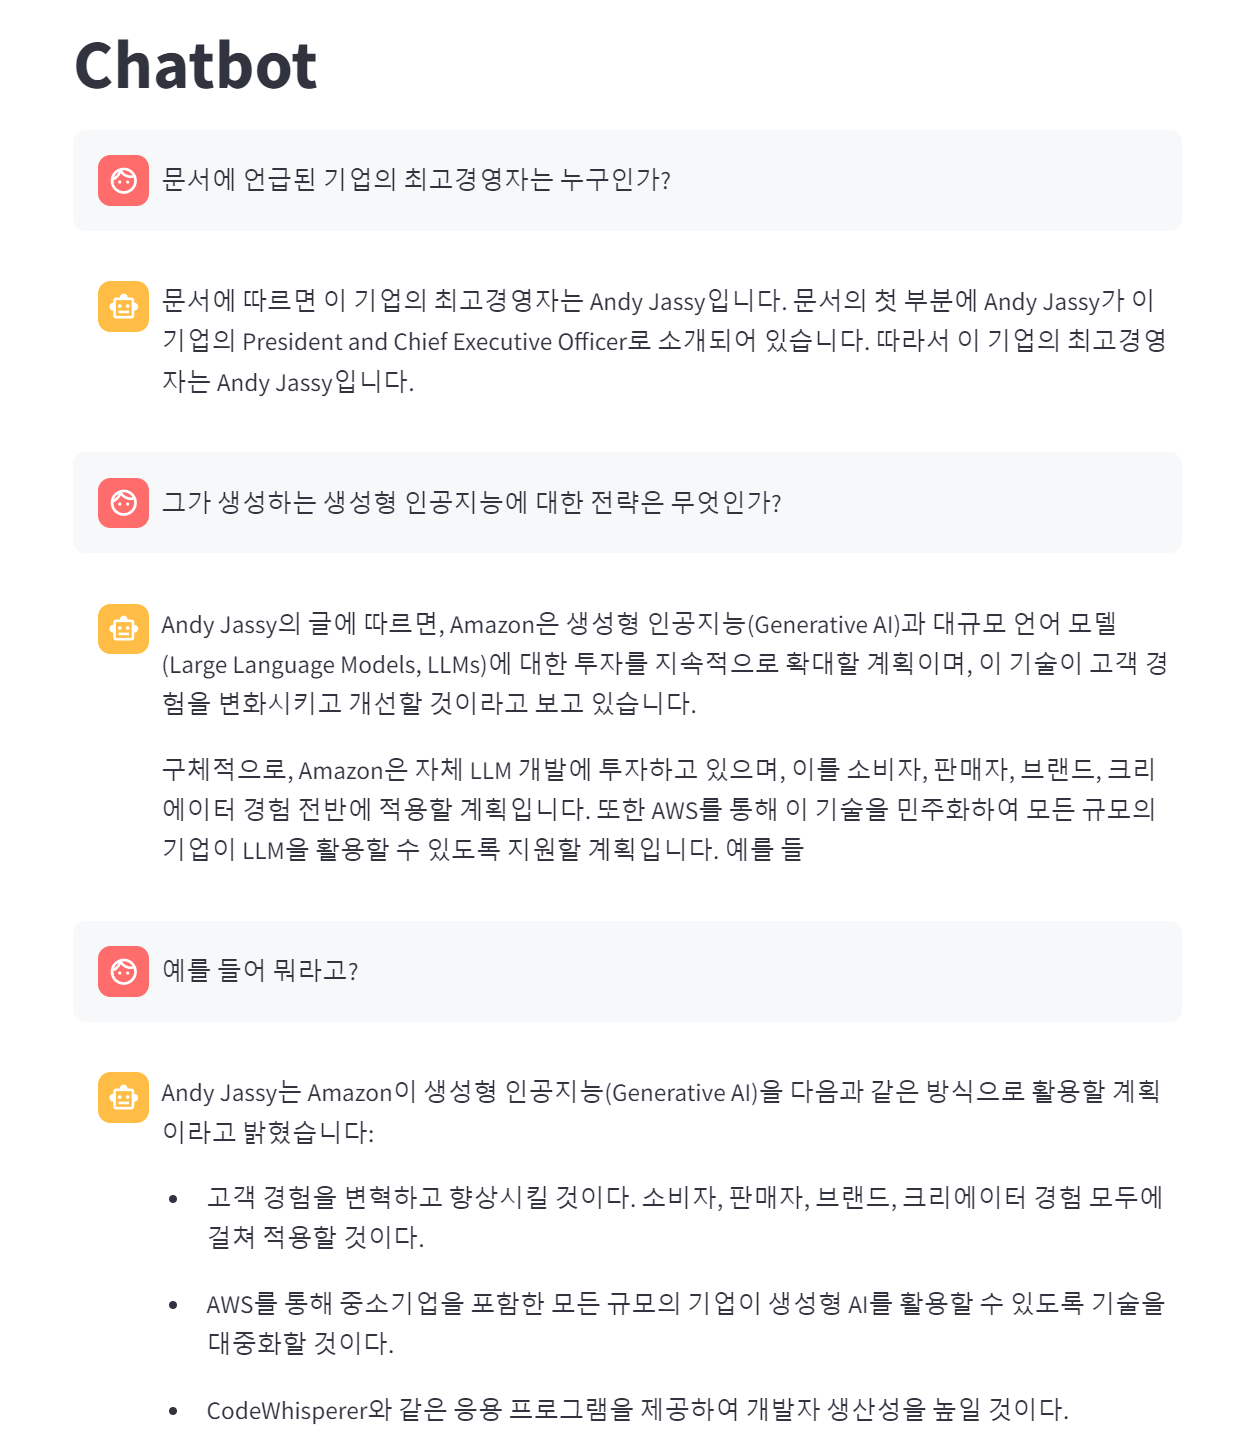 Chatbot
문서에 언급된 기업의 최고경영자는 누구인가?
문서에 따르면 이 기업의 최고경영자는 Andy Jassy입니다. 문서의 첫 부분에 Andy Jassy가 이
기업의 President and Chief Executive Officer로 소개되어 있습니다. 따라서 이 기업의 최고경영
자는 Andy Jassy입니다.
그가 생성하는 생성형 인공지능에 대한 전략은 무엇인가?
Andy Jassy의 글에 따르면, Amazon은 생성형 인공지능(Generative AI)과 대규모 언어 모델
(Large Language Models, LLMs)에 대한 투자를 지속적으로 확대할 계획이며, 이 기술이 고객 경
험을 변화시키고 개선할 것이라고 보고 있습니다.
구체적으로, Amazon은 자체 LLM 개발에 투자하고 있으며, 이를 소비자, 판매자, 브랜드, 크리
에이터 경험 전반에 적용할 계획입니다. 또한 AWS를 통해 이 기술을 민주화하여 모든 규모의
기업이 LLM을 활용할 수 있도록 지원할 계획입니다. 예를 들
예를 들어 뭐라고?
Andy Jassy는 Amazon이 생성형 인공지능(Generative AI)을 다음과 같은 방식으로 활용할 계획
이라고 밝혔습니다:
• 고객 경험을 변혁하고 향상시킬 것이다. 소비자, 판매자, 브랜드, 크리에이터 경험 모두에
걸쳐 적용할 것이다.
• AWS를 통해 중소기업을 포함한 모든 규모의 기업이 생성형 AI를 활용할 수 있도록 기술을
대중화할 것이다.
• CodeWhisperer와 같은 응용 프로그램을 제공하여 개발자 생산성을 높일 것이다.